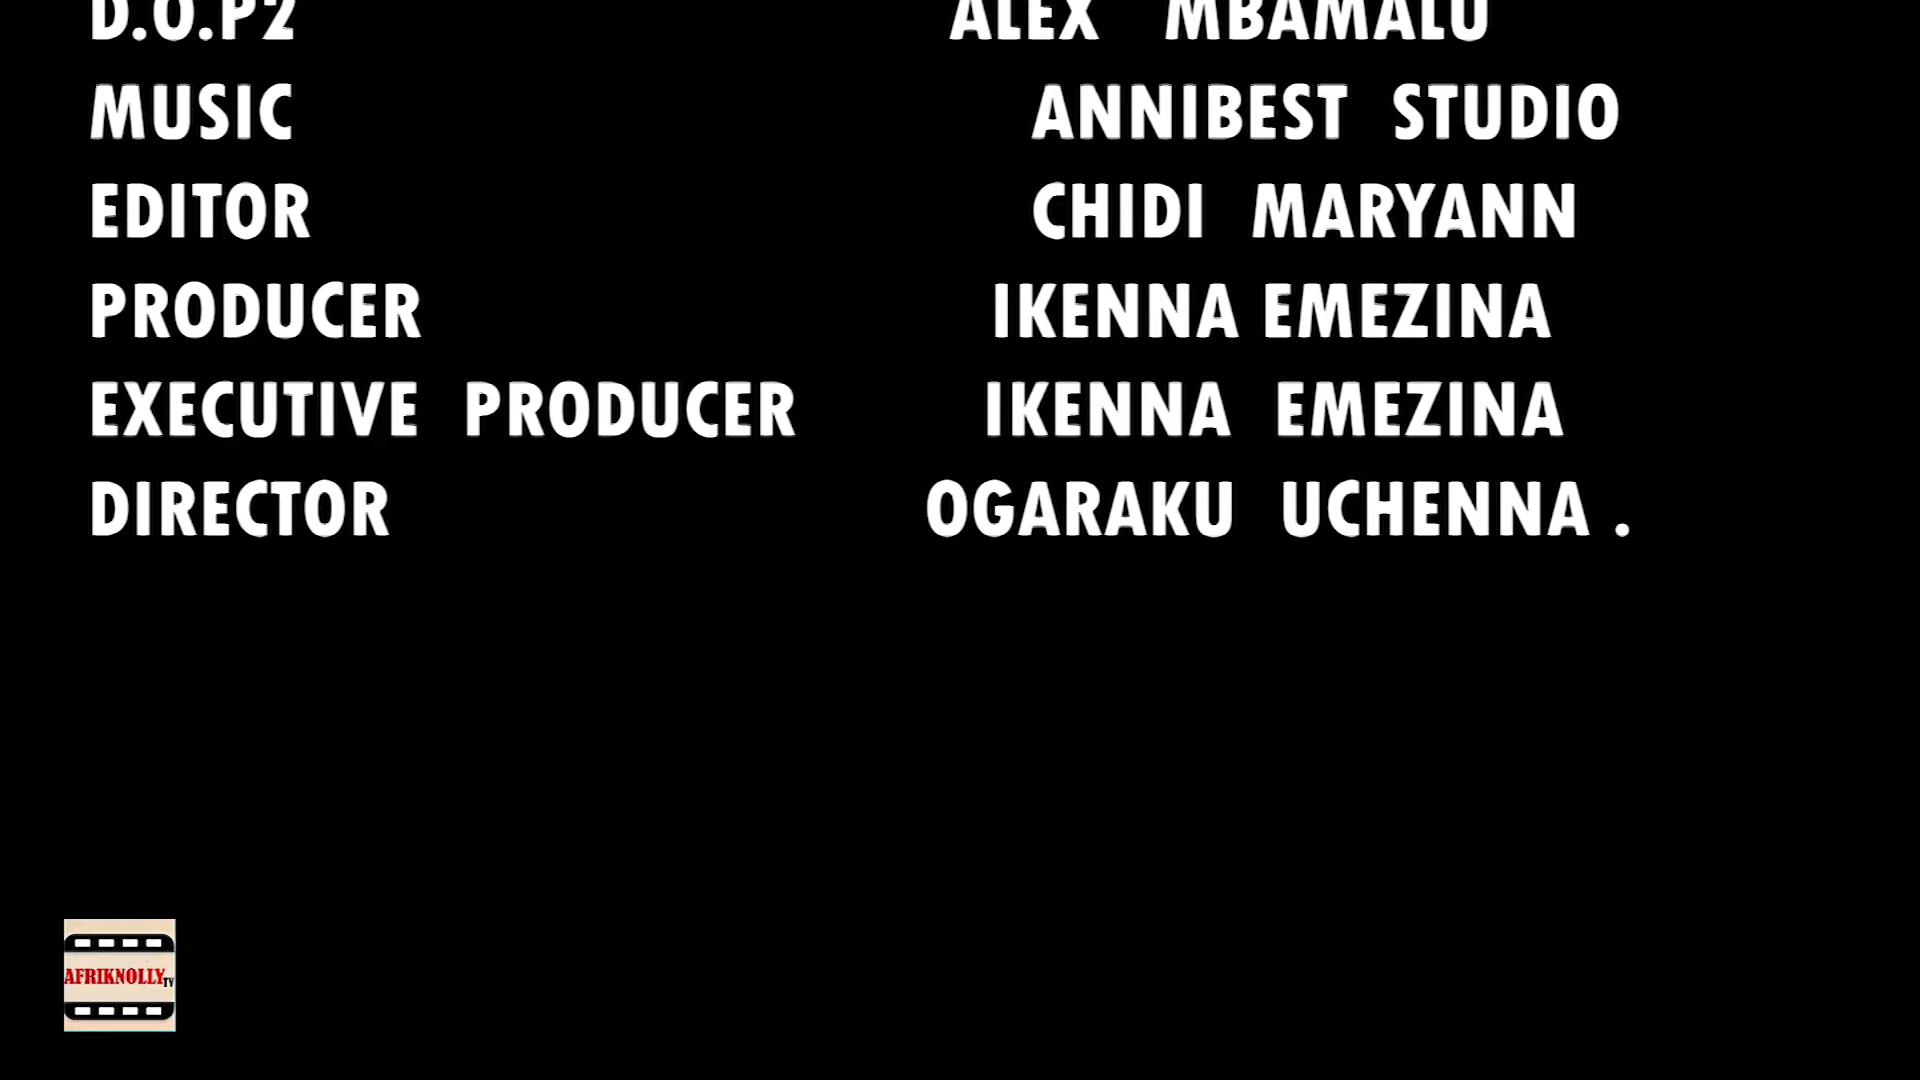 D.O.P2 ALEX MBAMALU
MUSIC ANNIBEST STUDIO
EDITOR CHIDI MARYANN
PRODUCER IKENNA EMEZINA
EXECUTIVE PRODUCER IKENNA EMEZINA
DIRECTOR OGARAKU UCHENNA .
AFRIKNOLLY TV